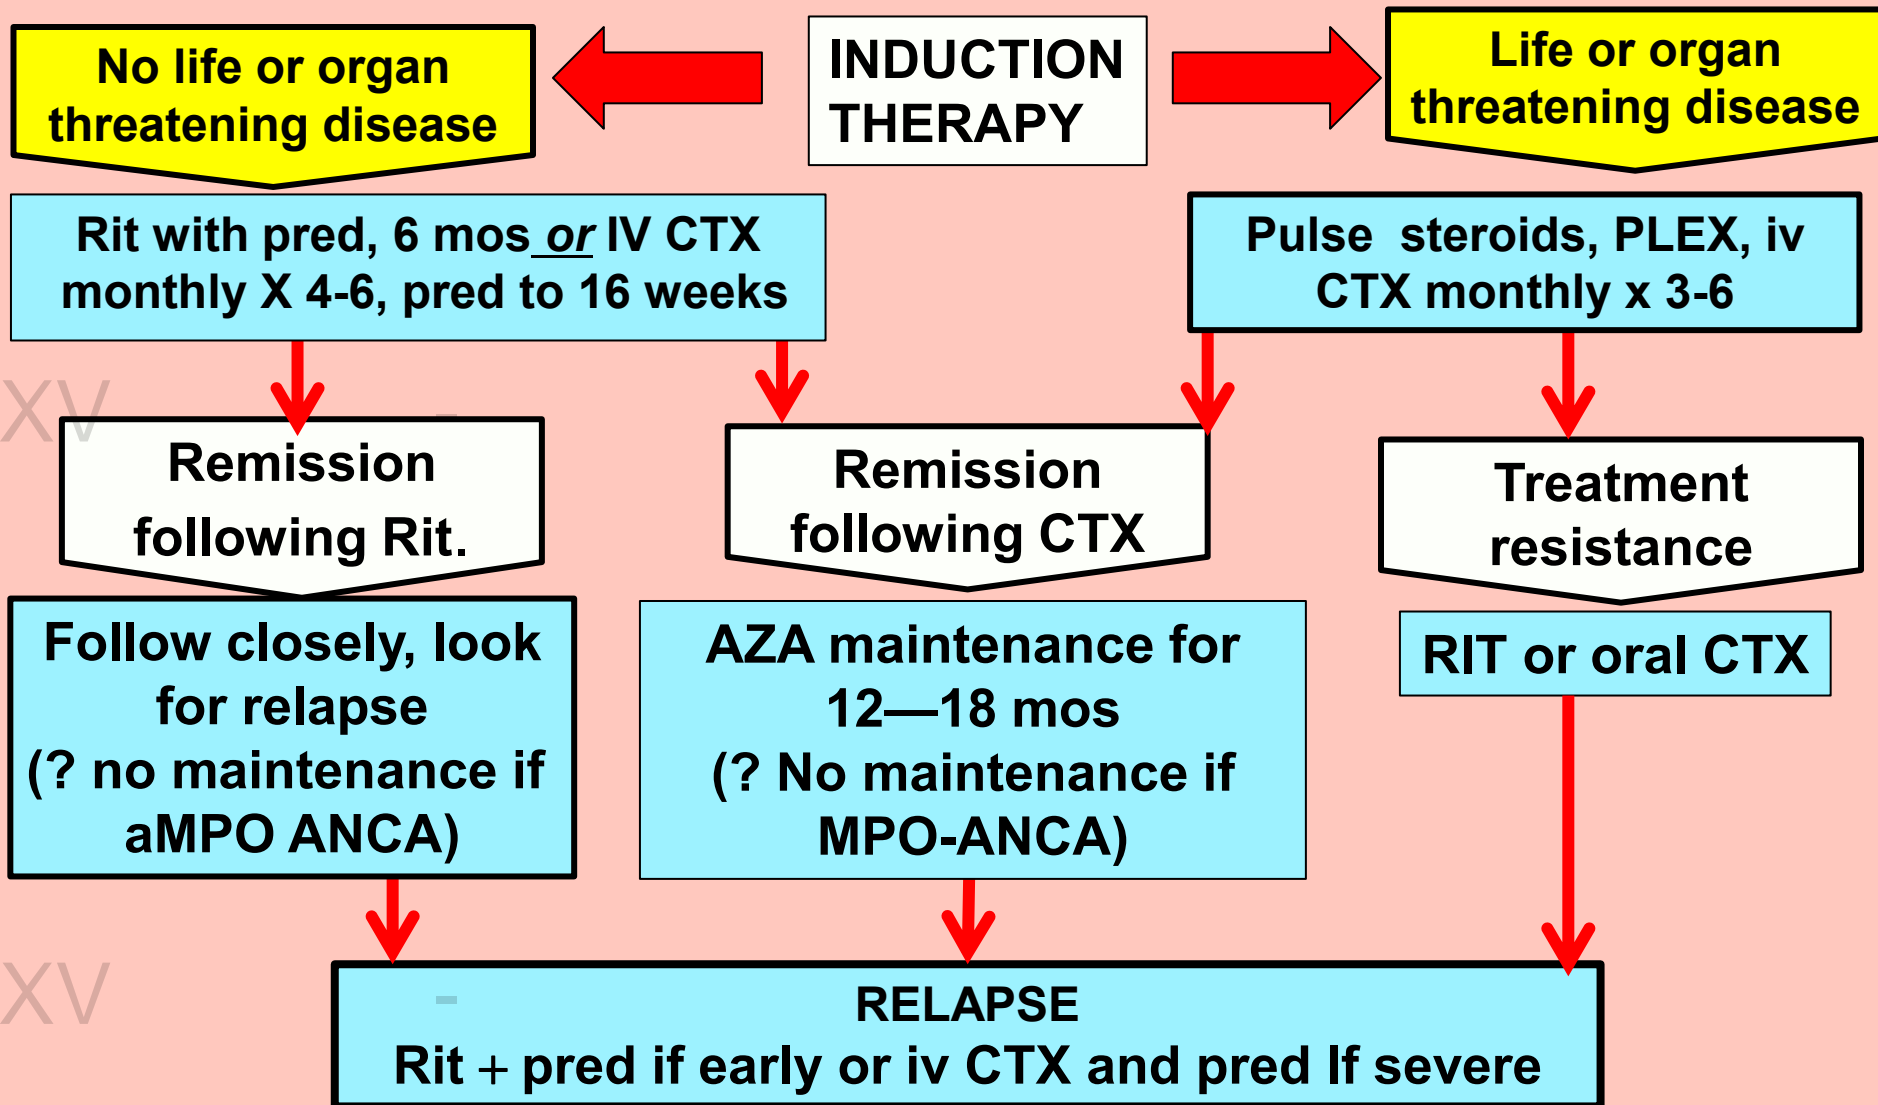 No life or organ
threatening disease
INDUCTION
THERAPY
Life or organ
threatening disease
Rit with pred, 6 mos or IV CTX
monthly X 4-6, pred to 16 weeks
Pulse steroids, PLEX, iv
CTX monthly x 3-6
XV -
Remission
following Rit.
Remission
following CTX
Treatment
resistance
Follow closely, look
for relapse
(? no maintenance if
aMPO ANCA)
AZA maintenance for
12—18 mos
(? No maintenance if
MPO-ANCA)
RIT or oral CTX
XV -
RELAPSE
Rit + pred if early or iv CTX and pred If severe